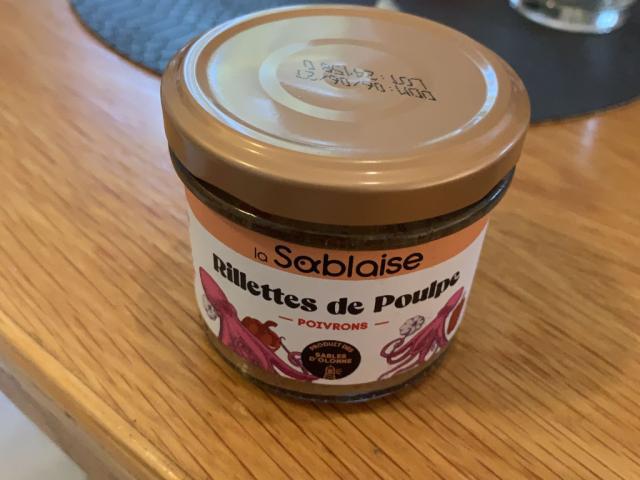 la Sablaise
Rillettes de Poulpe
— POIVRONS —
PRODUIT DES
SABLES
D'OLONNE